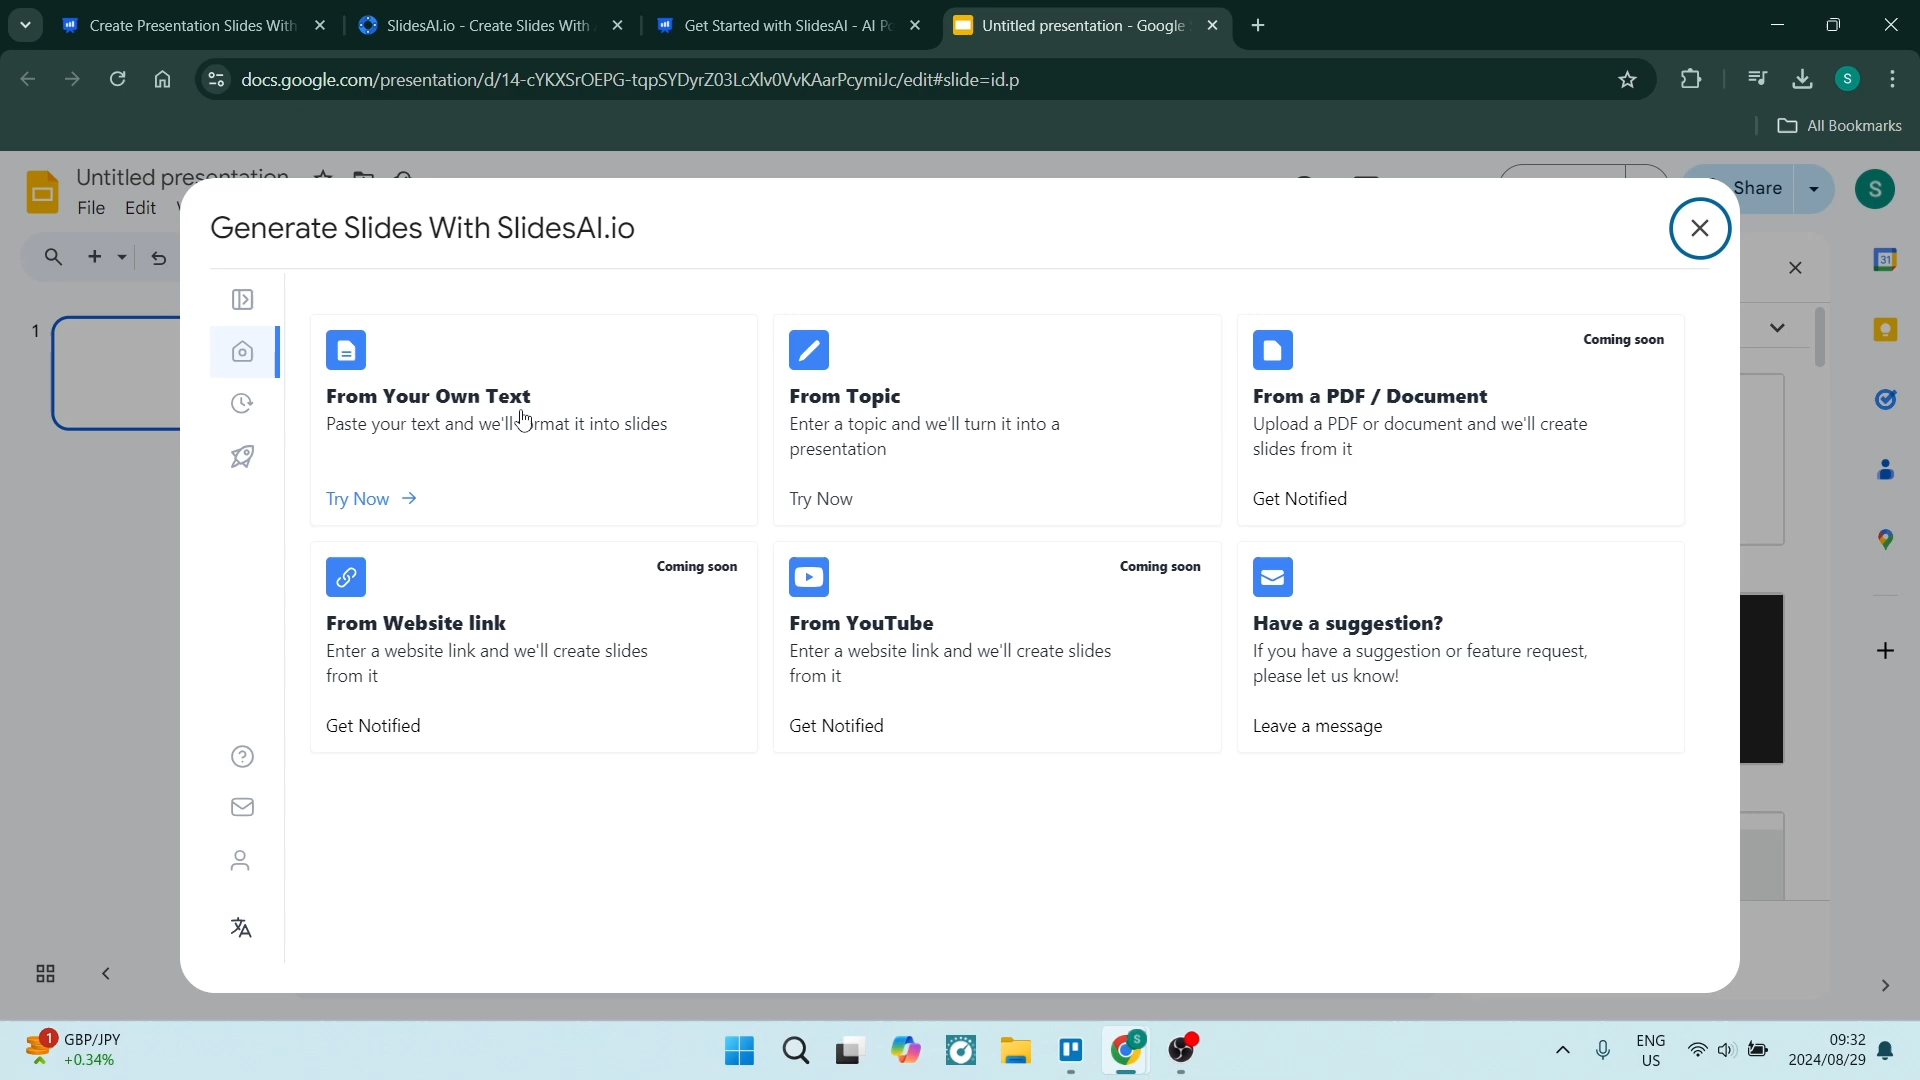 Create Presentation Slides With
SlidesAI.io - Create Slides With
Get Started with SlidesAI - AI Po
Untitled presentation - Google
docs.google.com/presentation/d/14-cYKXSrOEPG-tqpSYDyrZ03LcXlv0VvKAarPcymiJc/edit#slide=id.p
S
All Bookmarks
Untitled presentation
File Edit
Share
S
Generate Slides With SlidesAI.io
31
1
From Your Own Text
Paste your text and we'll format it into slides
Try Now →
From Topic
Enter a topic and we'll turn it into a
presentation
Try Now
Coming soon
From a PDF / Document
Upload a PDF or document and we'll create
slides from it
Get Notified
Coming soon
From Website link
Enter a website link and we'll create slides
from it
Get Notified
Coming soon
From YouTube
Enter a website link and we'll create slides
from it
Get Notified
Have a suggestion?
If you have a suggestion or feature request,
please let us know!
Leave a message
1
GBP/JPY
+0.34%
S
ENG
US
09:32
2024/08/29